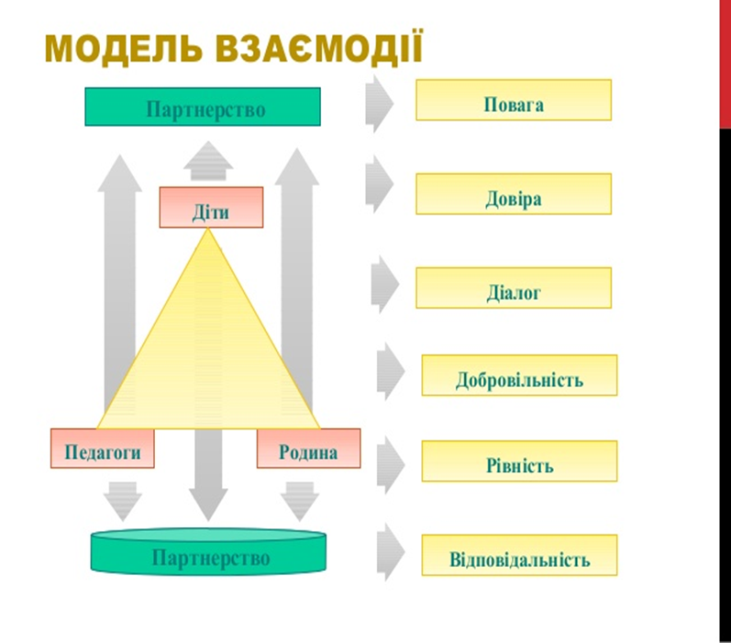 МОДЕЛЬ ВЗАЄМОДІЇ
Партнерство
Діти
Педагоги
Родина
Партнерство
Повага
Довіра
Діалог
Добровільність
Рівність
Відповідальність